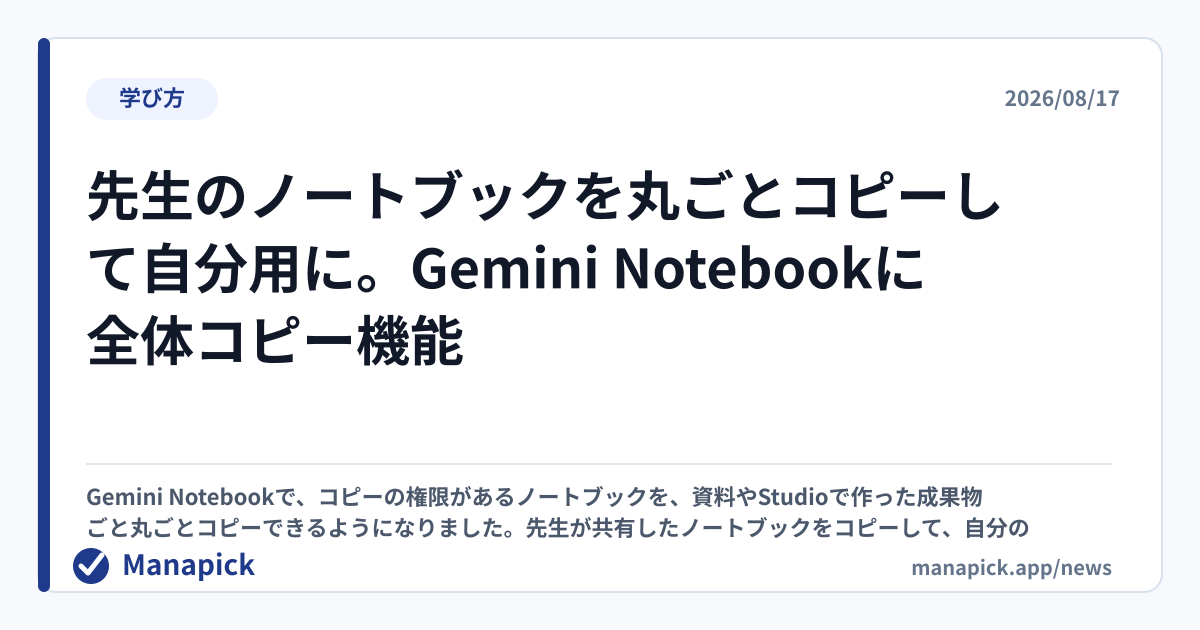 学び方
2026/08/17
先生のノートブックを丸ごとコピーし
て自分用に。Gemini Notebookに
全体コピー機能
Gemini Notebookで、コピーの権限があるノートブックを、資料やStudioで作った成果物
ごと丸ごとコピーできるようになりました。先生が共有したノートブックをコピーして、自分の
Manapick
manapick.app/news